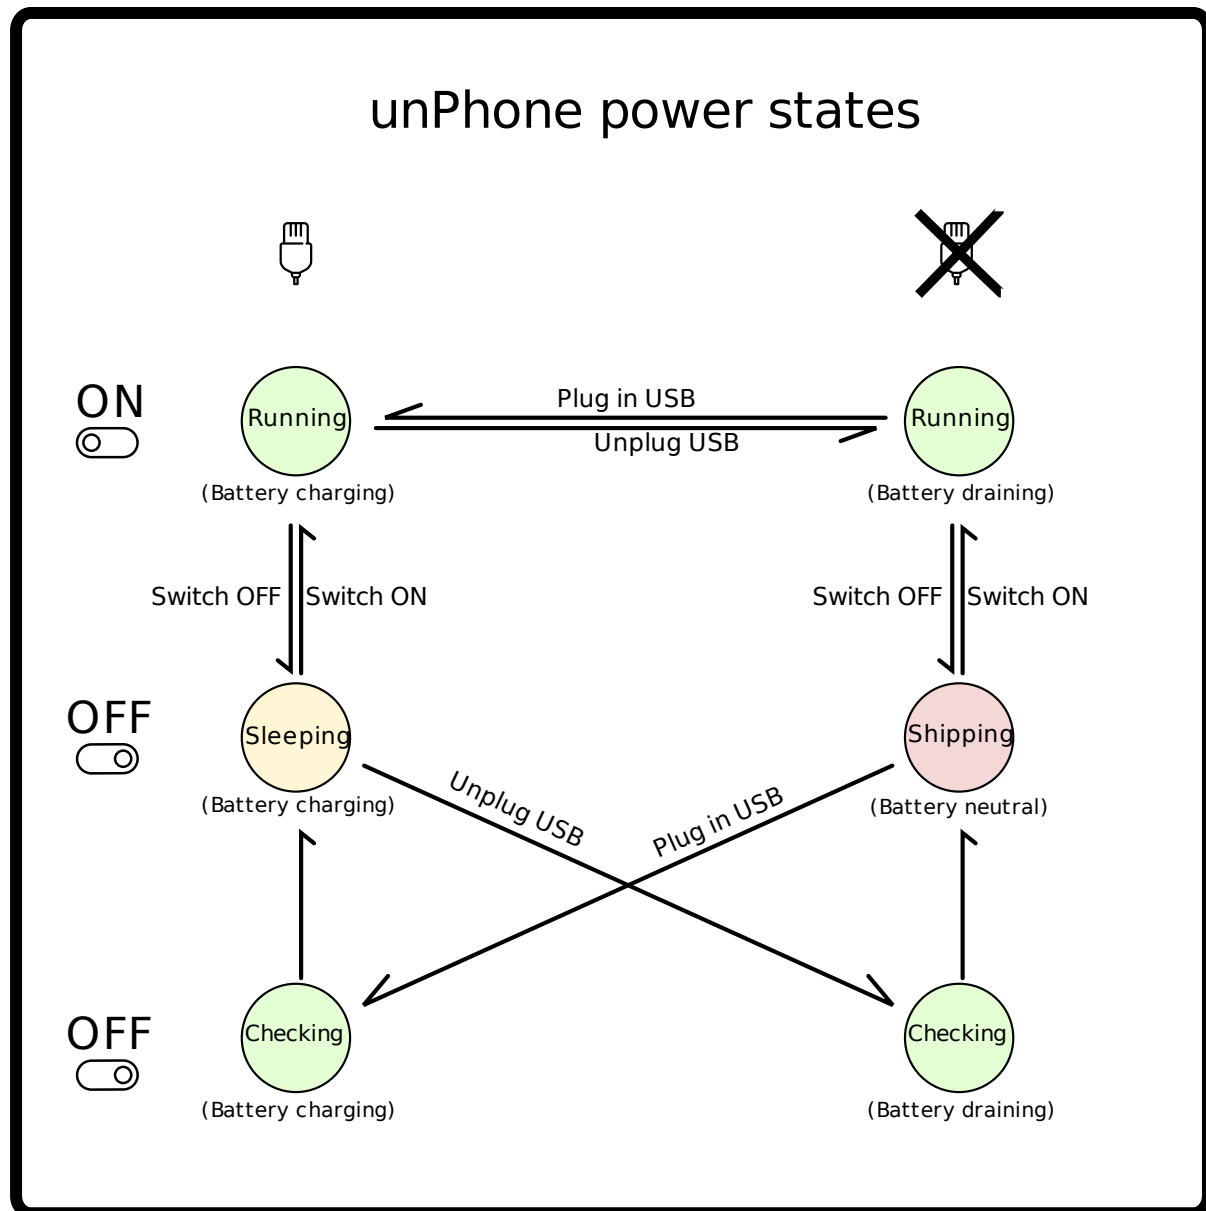 unPhone power states
ON
Running
Plug in USB
Unplug USB
Running
(Battery charging)
(Battery draining)
Switch OFF
Switch ON
Switch OFF
Switch ON
OFF
Sleeping
Shipping
(Battery charging)
(Battery neutral)
Unplug USB
Plug in USB
OFF
Checking
Checking
(Battery charging)
(Battery draining)